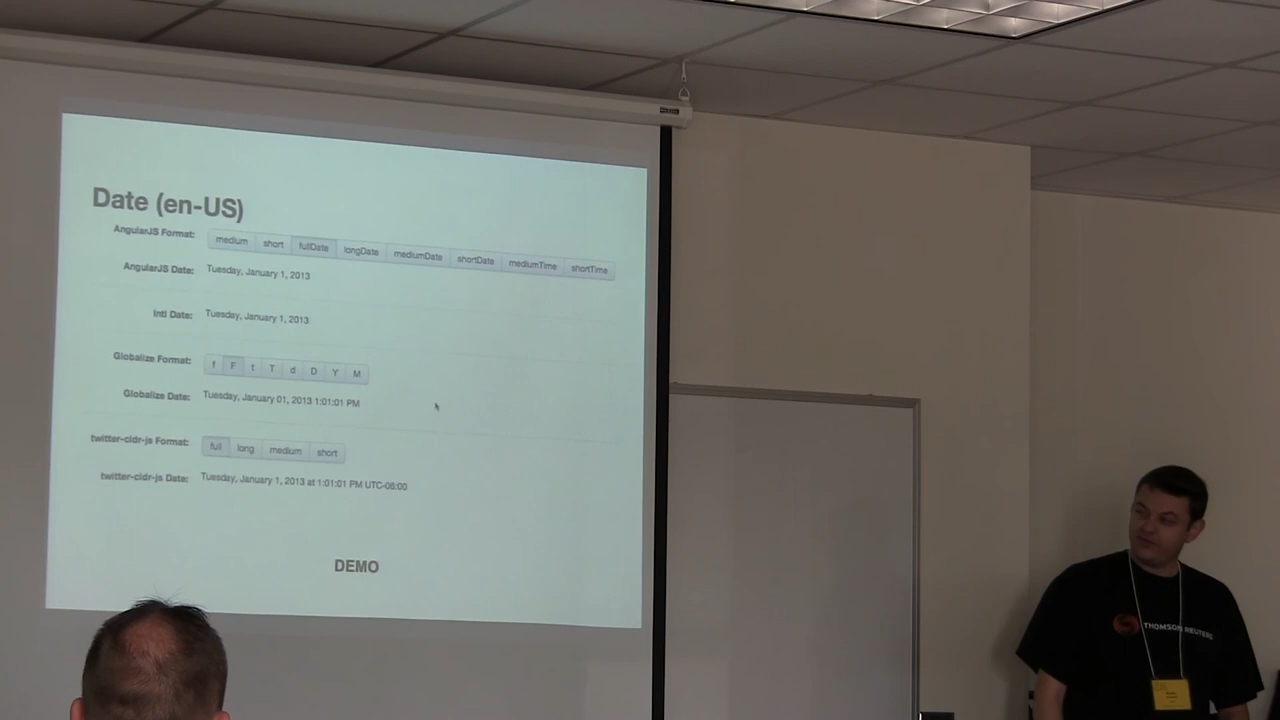 Date (en-US)
AngularJS Format: medium short fullDate longDate mediumDate shortDate mediumTime shortTime
AngularJS Date: Tuesday, January 1, 2013
Intl Date: Tuesday, January 1, 2013
Globalize Format: f F t T d D Y M
Globalize Date: Tuesday, January 01, 2013 1:01:01 PM
twitter-cldr-js Format: full long medium short
twitter-cldr-js Date: Tuesday, January 1, 2013 at 1:01:01 PM UTC-06:00
DEMO
THOMSON REUTERS